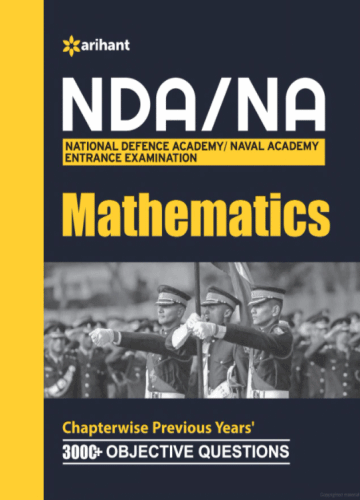 arihant
NDA/NA
NATIONAL DEFENCE ACADEMY/ NAVAL ACADEMY
ENTRANCE EXAMINATION
Mathematics
Chapterwise Previous Years'
3000+ OBJECTIVE QUESTIONS